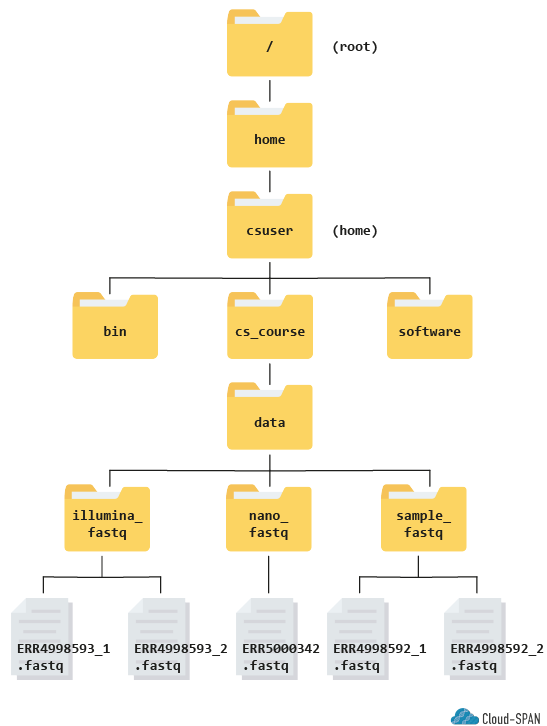 / (root)
home
csuser (home)
bin cs_course software
data
illumina_ nano_ sample_
fastq fastq fastq
ERR4998593_1 ERR4998593_2 ERR5000342 ERR4998592_1 ERR4998592_2
.fastq .fastq .fastq .fastq .fastq
Cloud-SPAN